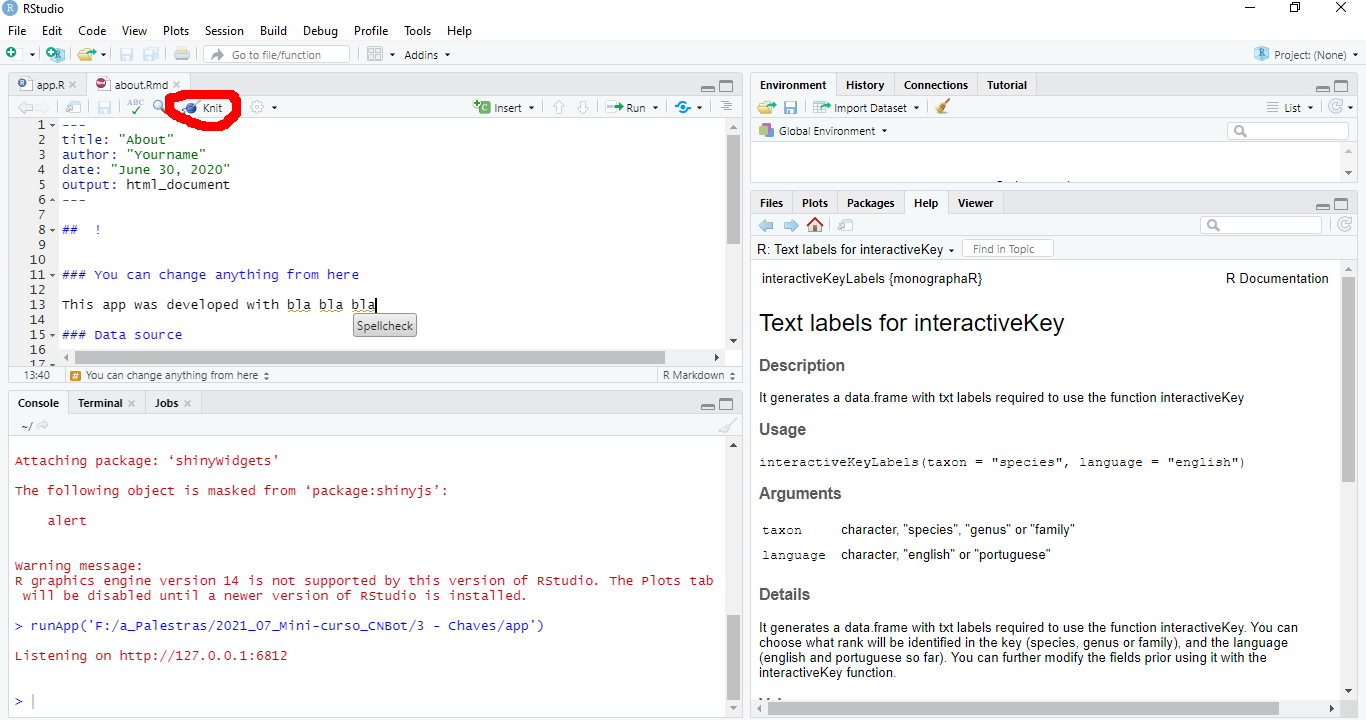 RStudio
File Edit Code View Plots Session Build Debug Profile Tools Help
Go to file/function Addins Project: (None)
app.R about.Rmd
ABC Knit Insert Run
1 ---
2 title: "About"
3 author: "Yourname"
4 date: "June 30, 2020"
5 output: html_document
6 ---
7
8 ## !
9
10
11 ### You can change anything from here
12
13 This app was developed with bla bla bla
Spellcheck
14
15 ### Data source
16
17
13:40 # You can change anything from here R Markdown
Console Terminal Jobs
~/
Attaching package: ‘shinyWidgets’
The following object is masked from ‘package:shinyjs’:
alert
Warning message:
R graphics engine version 14 is not supported by this version of RStudio. The Plots tab
will be disabled until a newer version of RStudio is installed.
> runApp('F:/a_Palestras/2021_07_Mini-curso_CNBot/3 - Chaves/app')
Listening on http://127.0.0.1:6812
>
Environment History Connections Tutorial
Import Dataset List
Global Environment
Files Plots Packages Help Viewer
R: Text labels for interactiveKey Find in Topic
interactiveKeyLabels {monographaR} R Documentation
Text labels for interactiveKey
Description
It generates a data.frame with txt labels required to use the function interactiveKey
Usage
interactiveKeyLabels(taxon = "species", language = "english")
Arguments
taxon character, "species", "genus" or "family"
language character, "english" or "portuguese"
Details
It generates a data.frame with txt labels required to use the function interactiveKey. You can
choose what rank will be identified in the key (species, genus or family), and the language
(english and portuguese so far). You can further modify the fields prior using it with the
interactiveKey function.